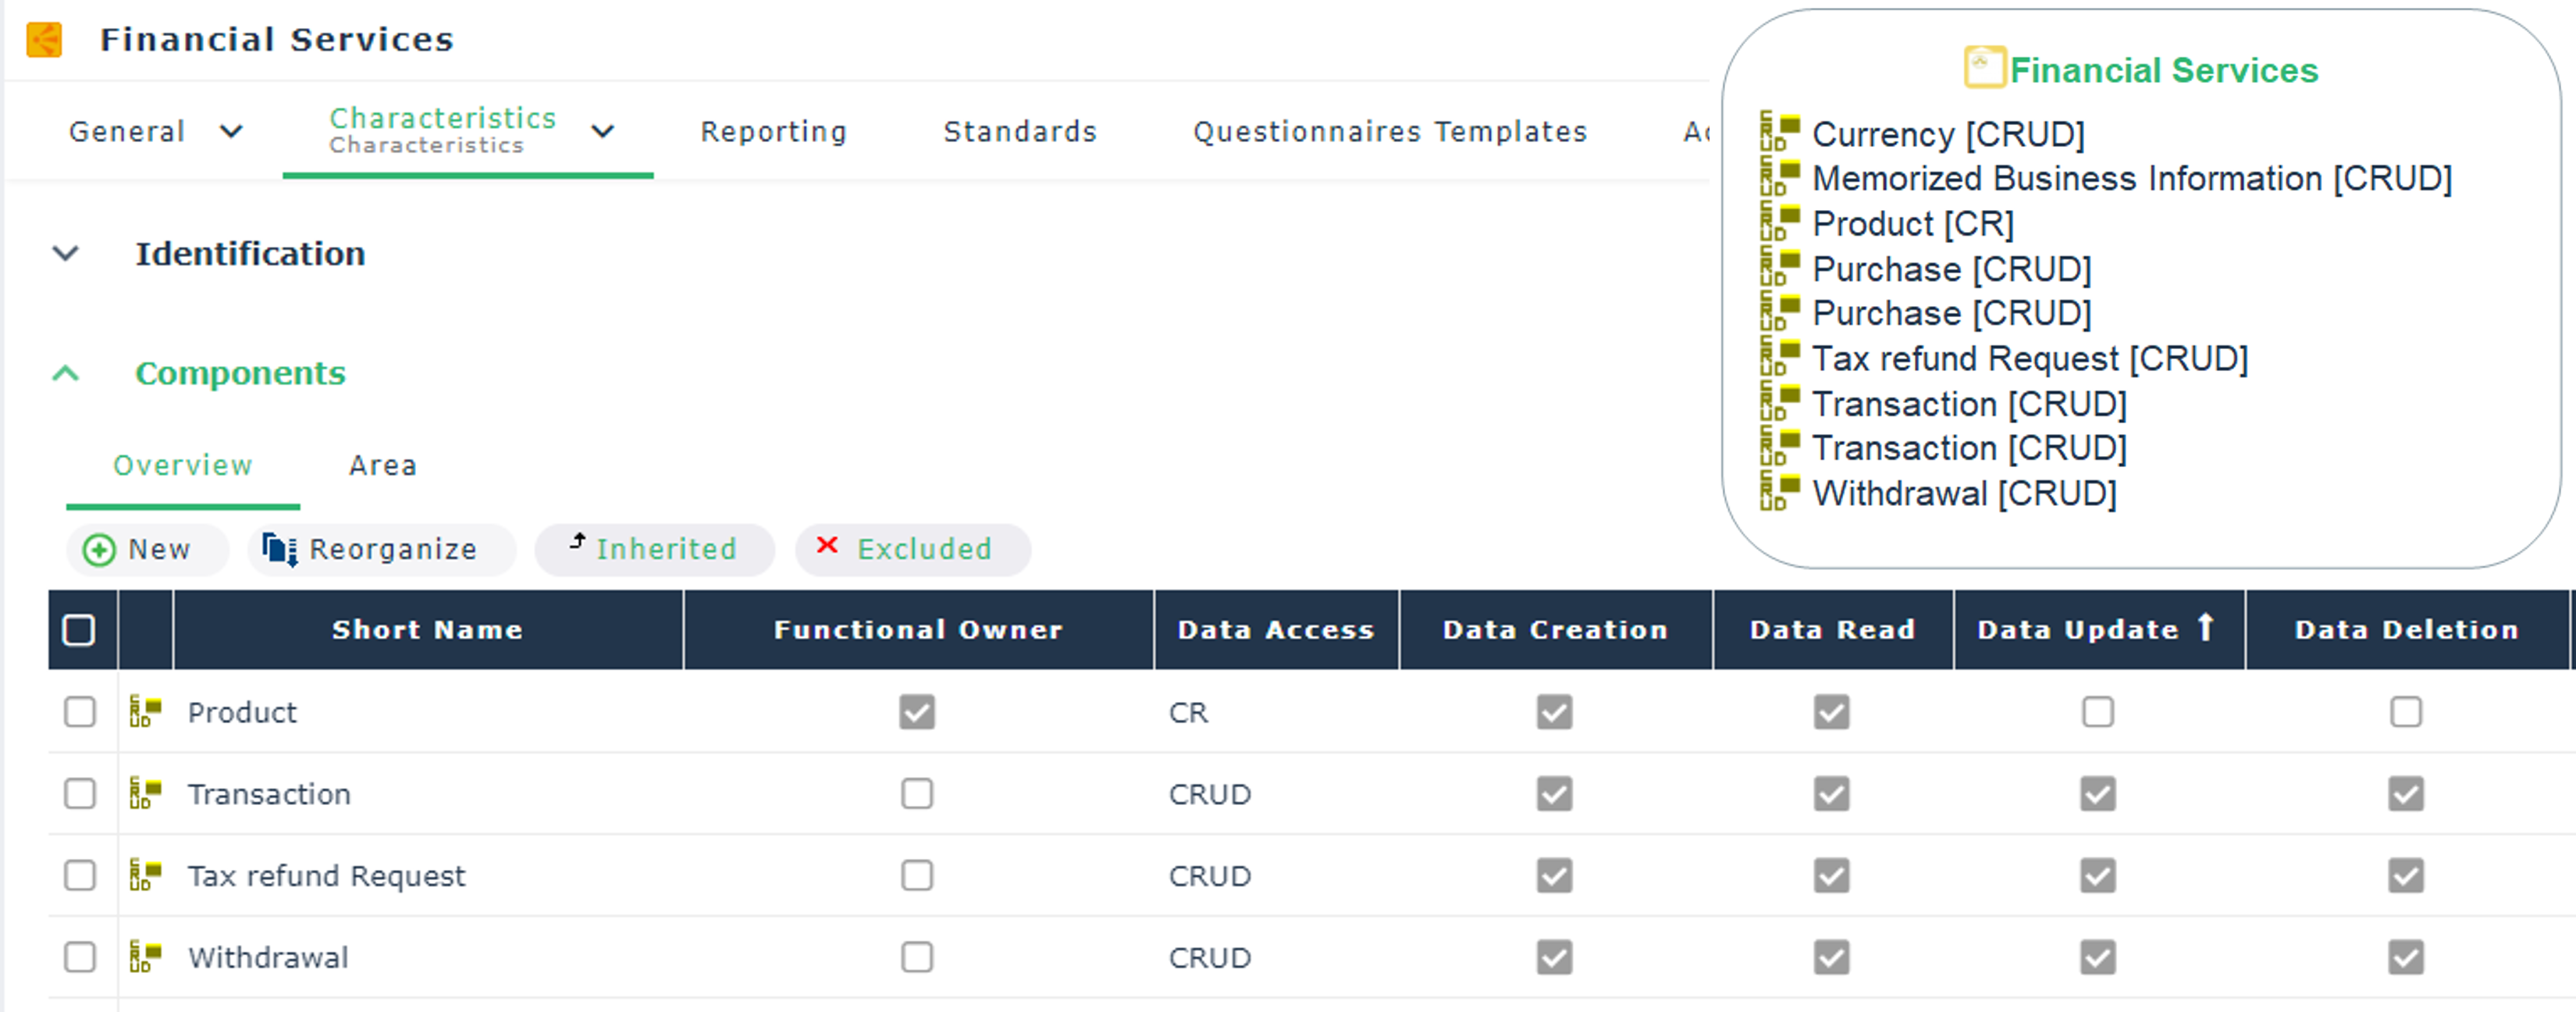 Financial Services
General
Characteristics
Characteristics
Reporting
Standards
Questionnaires Templates
Identification
Components
Overview Area
New Reorganize Inherited Excluded
Short Name Functional Owner Data Access Data Creation Data Read Data Update Data Deletion
Product CR
Transaction CRUD
Tax refund Request CRUD
Withdrawal CRUD
Financial Services
Currency [CRUD]
Memorized Business Information [CRUD]
Product [CR]
Purchase [CRUD]
Purchase [CRUD]
Tax refund Request [CRUD]
Transaction [CRUD]
Transaction [CRUD]
Withdrawal [CRUD]